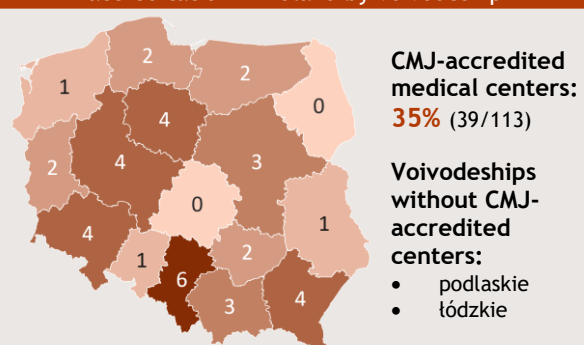 2
1
2
0
4
4
3
2
0
1
4
1
2
6
3
4
CMJ-accredited
medical centers:
35% (39/113)
Voivodeships
without CMJ-
accredited
centers:
• podlaskie
• łódzkie